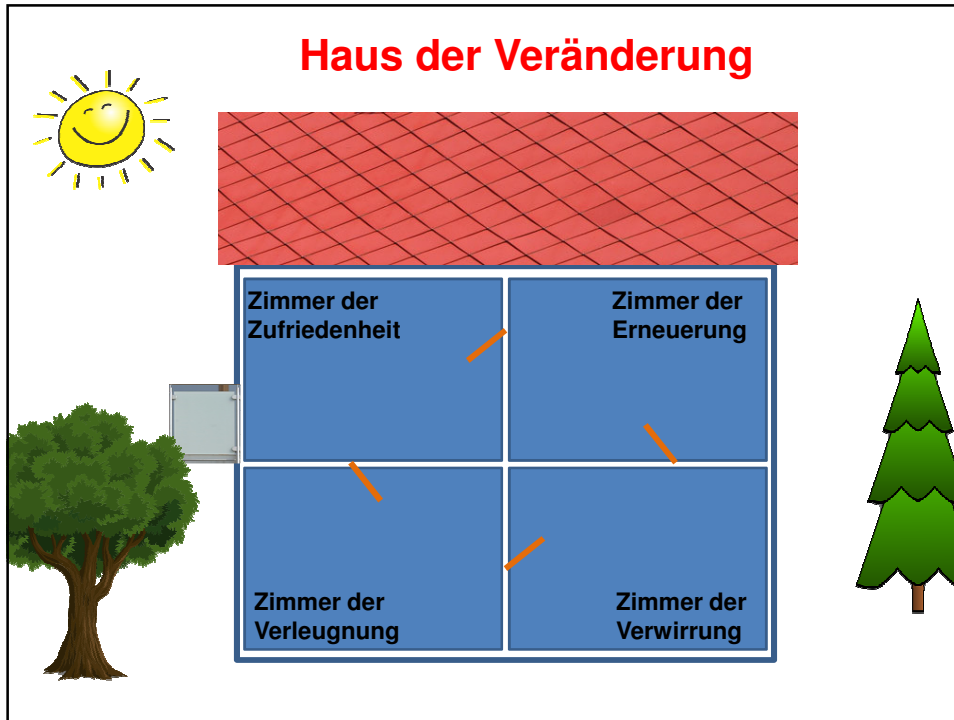 Haus der Veränderung
Zimmer der
Zufriedenheit
Zimmer der
Erneuerung
Zimmer der
Verleugnung
Zimmer der
Verwirrung